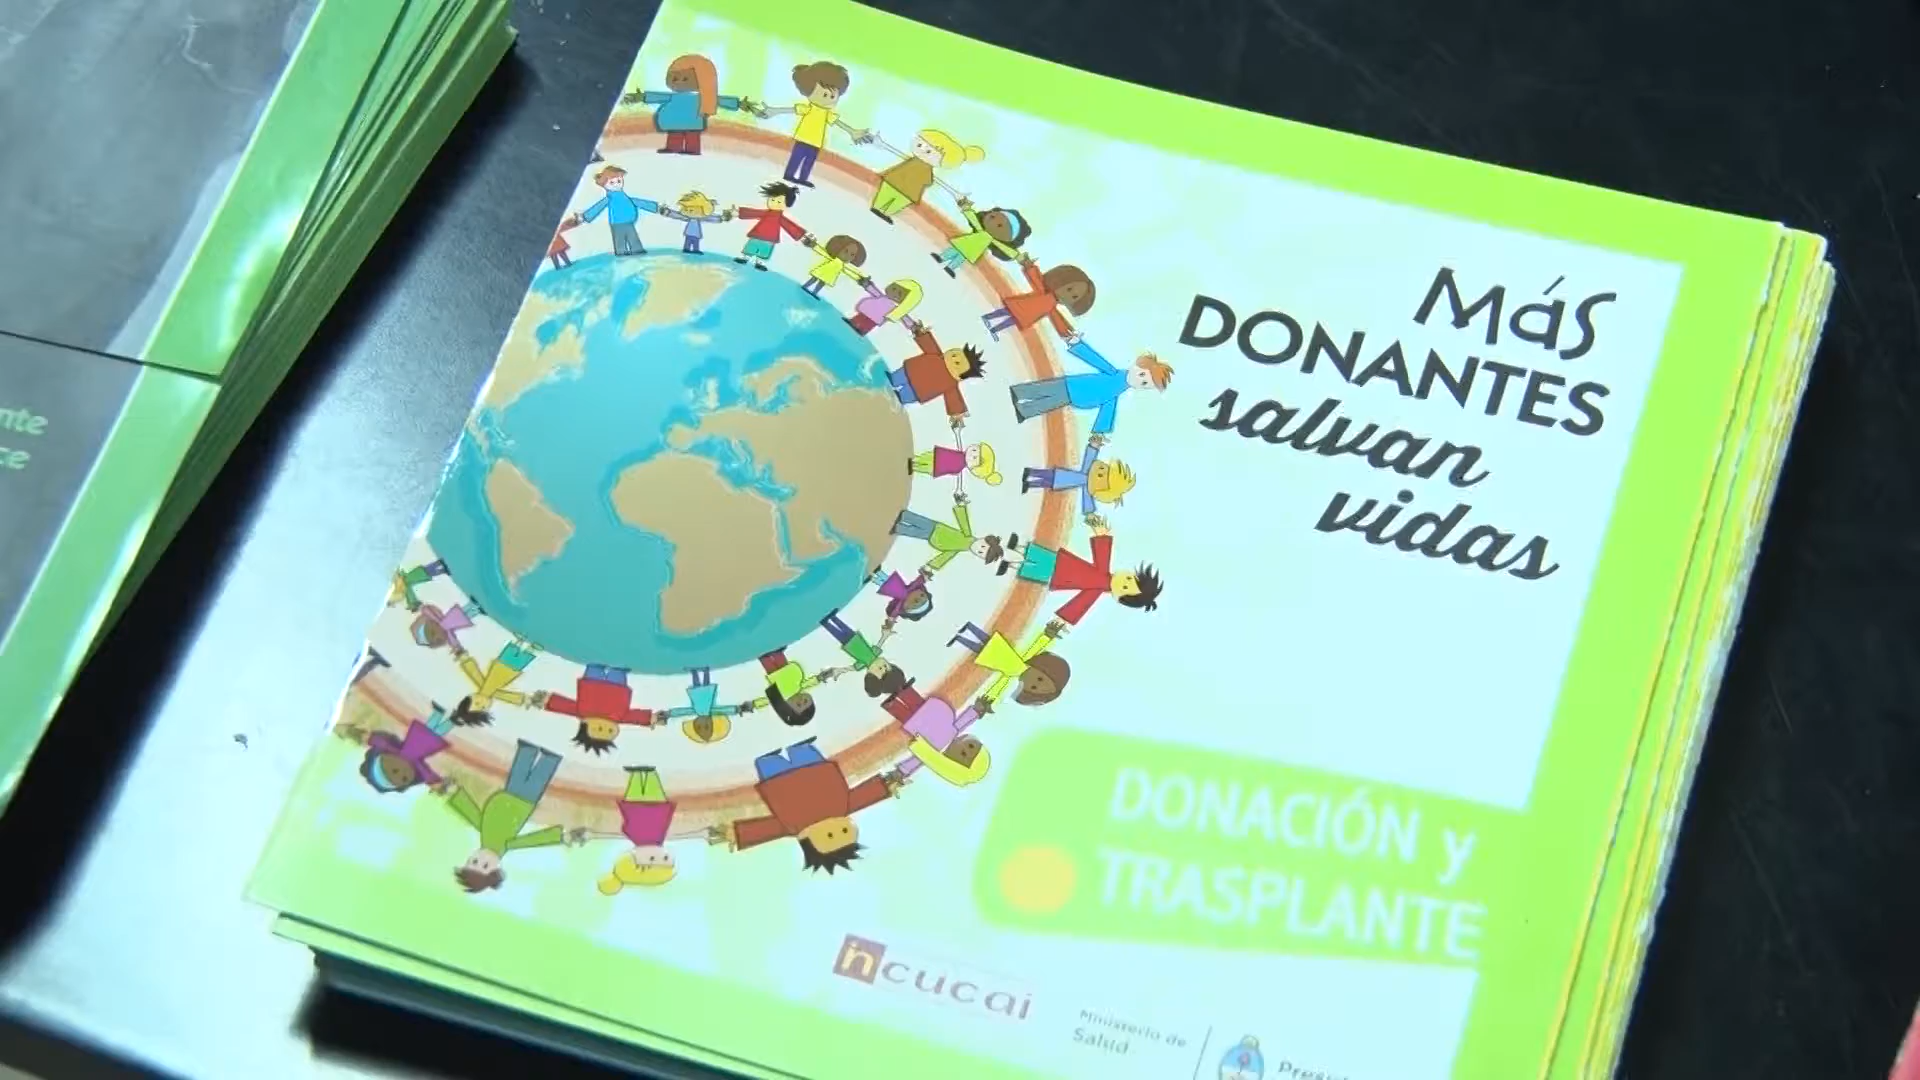 Más
DONANTES
salvan
vidas
DONACIÓN y
TRASPLANTE
incucai
Ministerio de
Salud